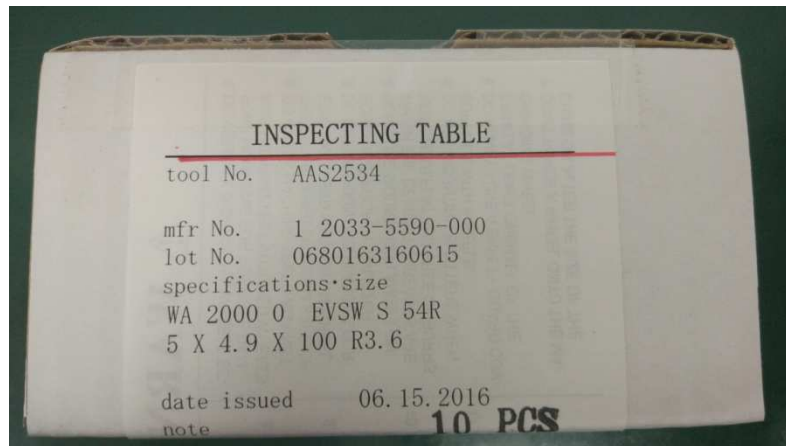 INSPECTING TABLE
tool No. AAS2534
mfr No. 1 2033-5590-000
lot No. 0680163160615
specifications·size
WA 2000 0 EVSW S 54R
5 X 4.9 X 100 R3.6
date issued 06.15.2016
note 10 PCS